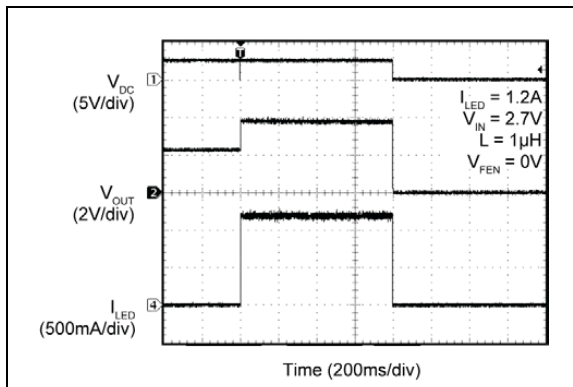 T
V_DC
(5V/div)
1
I_LED = 1.2A
V_IN = 2.7V
L = 1µH
V_FEN = 0V
V_OUT
(2V/div)
2
I_LED
(500mA/div)
4
Time (200ms/div)